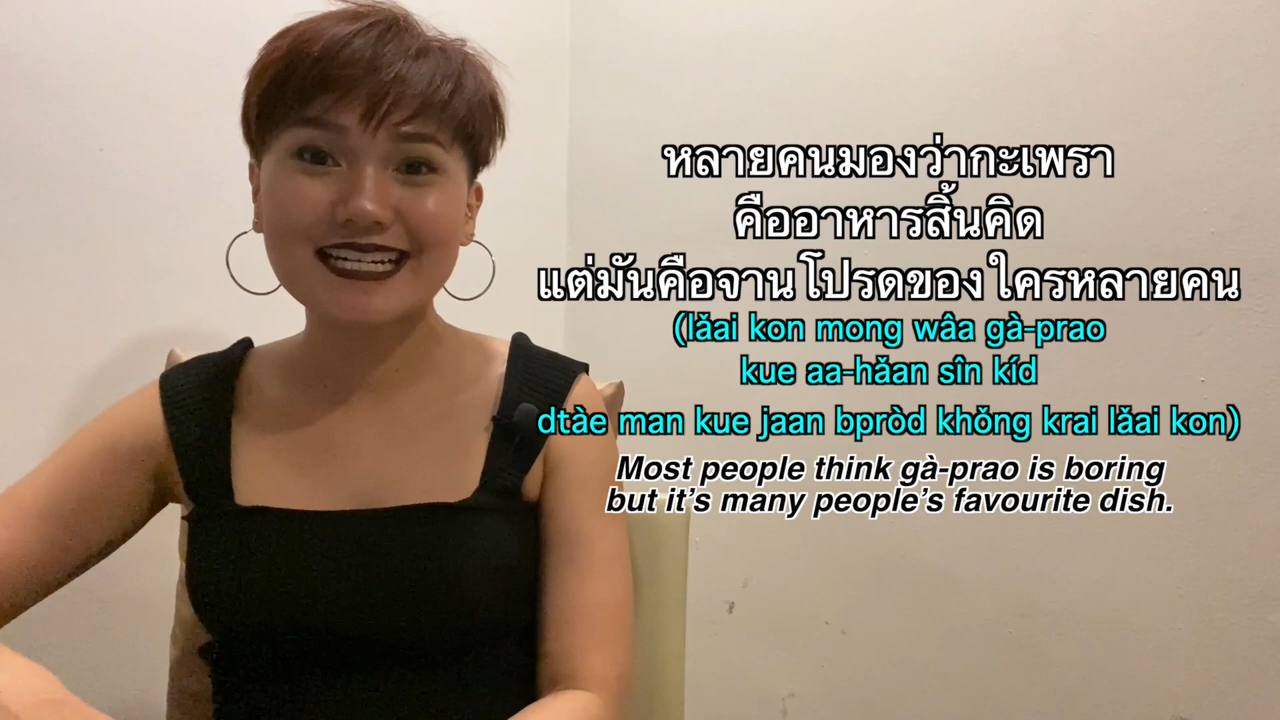 หลายคนมองว่ากะเพรา
คืออาหารสิ้นคิด
แต่มันคือจานโปรดของใครหลายคน
(lǎai kon mong wâa gà-prao
kue aa-hǎan sîn kíd
dtàe man kue jaan bpròd khǒng krai lǎai kon)
Most people think gà-prao is boring
but it’s many people’s favourite dish.